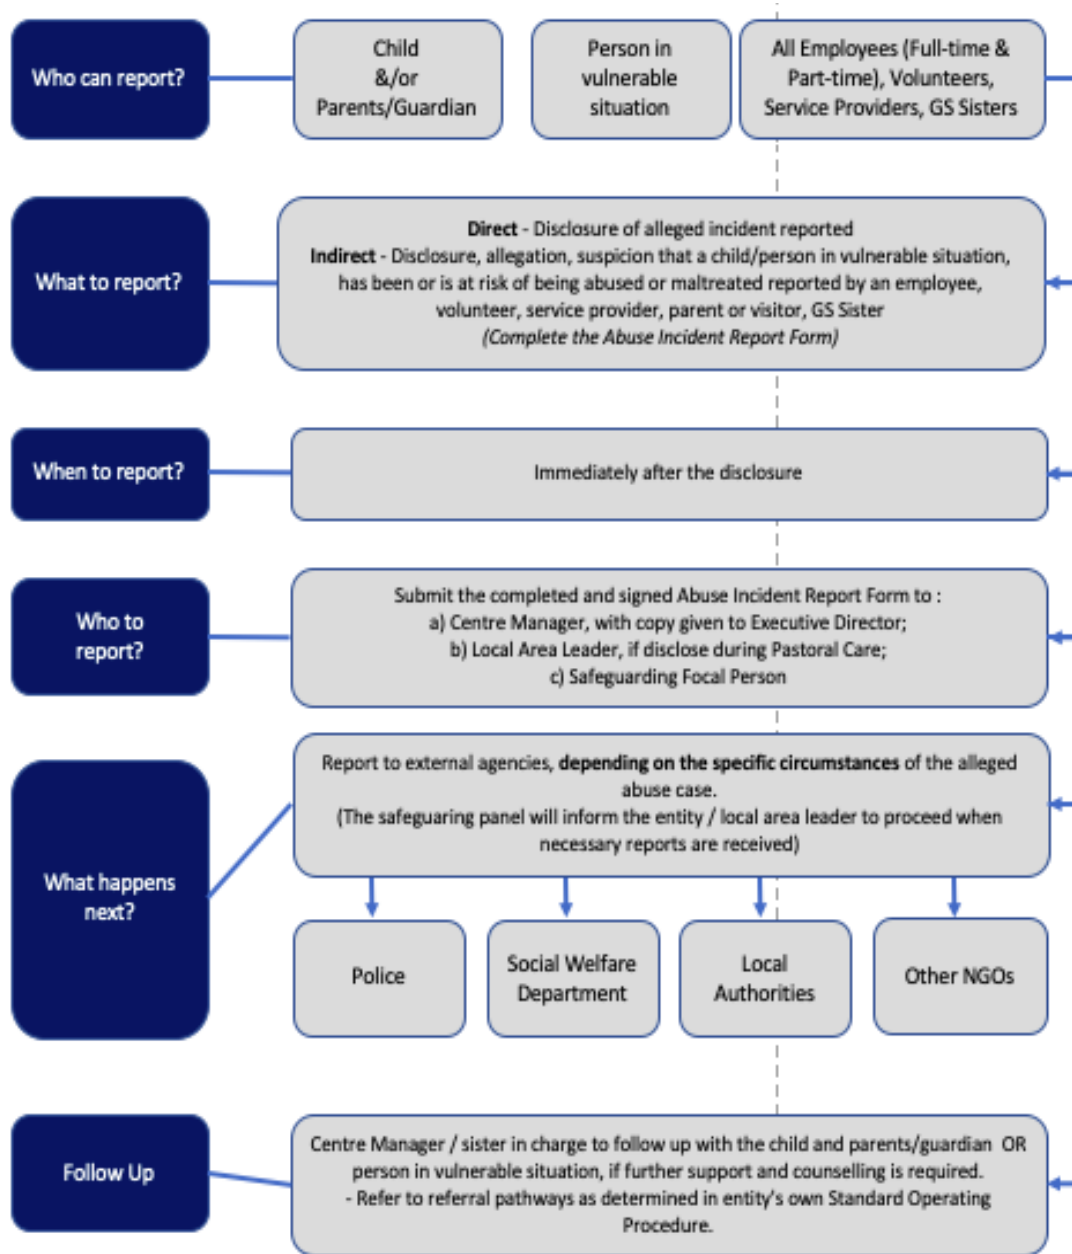 Who can report?
Child
&/or
Parents/Guardian
Person in
vulnerable
situation
All Employees (Full-time &
Part-time), Volunteers,
Service Providers, GS Sisters
What to report?
Direct - Disclosure of alleged incident reported
Indirect - Disclosure, allegation, suspicion that a child/person in vulnerable situation,
has been or is at risk of being abused or maltreated reported by an employee,
volunteer, service provider, parent or visitor, GS Sister
(Complete the Abuse Incident Report Form)
When to report?
Immediately after the disclosure
Who to
report?
Submit the completed and signed Abuse Incident Report Form to :
a) Centre Manager, with copy given to Executive Director;
b) Local Area Leader, if disclose during Pastoral Care;
c) Safeguarding Focal Person
What happens
next?
Report to external agencies, depending on the specific circumstances of the alleged
abuse case.
(The safeguaring panel will inform the entity / local area leader to proceed when
necessary reports are received)
Police
Social Welfare
Department
Local
Authorities
Other NGOs
Follow Up
Centre Manager / sister in charge to follow up with the child and parents/guardian OR
person in vulnerable situation, if further support and counselling is required.
- Refer to referral pathways as determined in entity's own Standard Operating
Procedure.